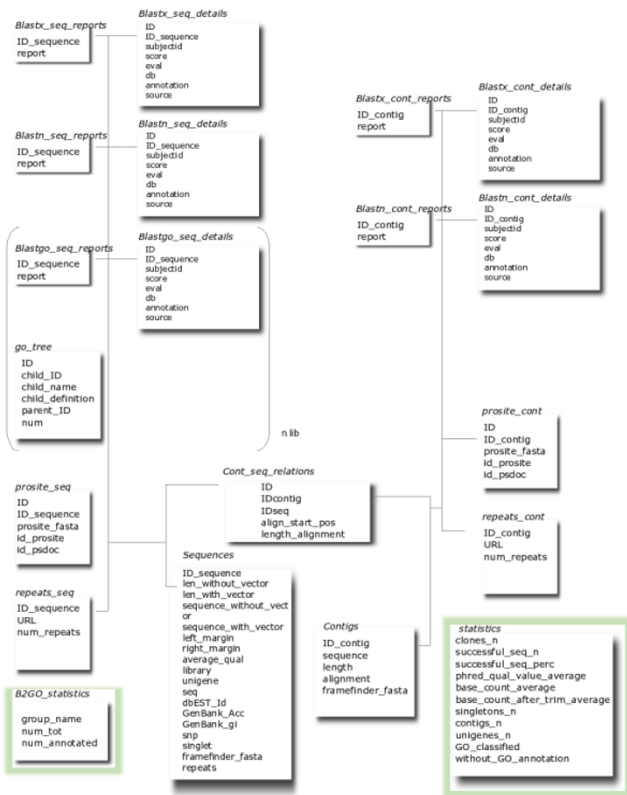 Blastx_seq_reports
ID_sequence
report
Blastx_seq_details
ID
ID_sequence
subjectid
score
eval
db
annotation
source
Blastn_seq_reports
ID_sequence
report
Blastn_seq_details
ID
ID_sequence
subjectid
score
eval
db
annotation
source
Blastgo_seq_reports
ID_sequence
report
Blastgo_seq_details
ID
ID_sequence
subjectid
score
eval
db
annotation
source
go_tree
ID
child_ID
child_name
child_definition
parent_ID
num
n.lib
Blastx_cont_reports
ID_contig
report
Blastx_cont_details
ID
ID_contig
subjectid
score
eval
db
annotation
source
Blastn_cont_reports
ID_contig
report
Blastn_cont_details
ID
ID_contig
subjectid
score
eval
db
annotation
source
prosite_cont
ID
ID_contig
prosite_fasta
id_prosite
id_psdoc
repeats_cont
ID_contig
URL
num_repeats
prosite_seq
ID
ID_sequence
prosite_fasta
id_prosite
id_psdoc
repeats_seq
ID_sequence
URL
num_repeats
B2GO_statistics
group_name
num_tot
num_annotated
Cont_seq_relations
ID
IDcontig
IDseq
align_start_pos
length_alignment
Sequences
ID_sequence
len_without_vector
len_with_vector
sequence_without_vect
or
sequence_with_vector
left_margin
right_margin
average_qual
library
unigene
seq
dbEST_Id
GenBank_Acc
GenBank_gi
snp
singlet
framefinder_fasta
repeats
Contigs
ID_contig
sequence
length
alignment
framefinder_fasta
statistics
clones_n
successful_seq_n
successful_seq_perc
phred_qual_value_average
base_count_average
base_count_after_trim_average
singletons_n
contigs_n
unigenes_n
GO_classified
without_GO_annotation